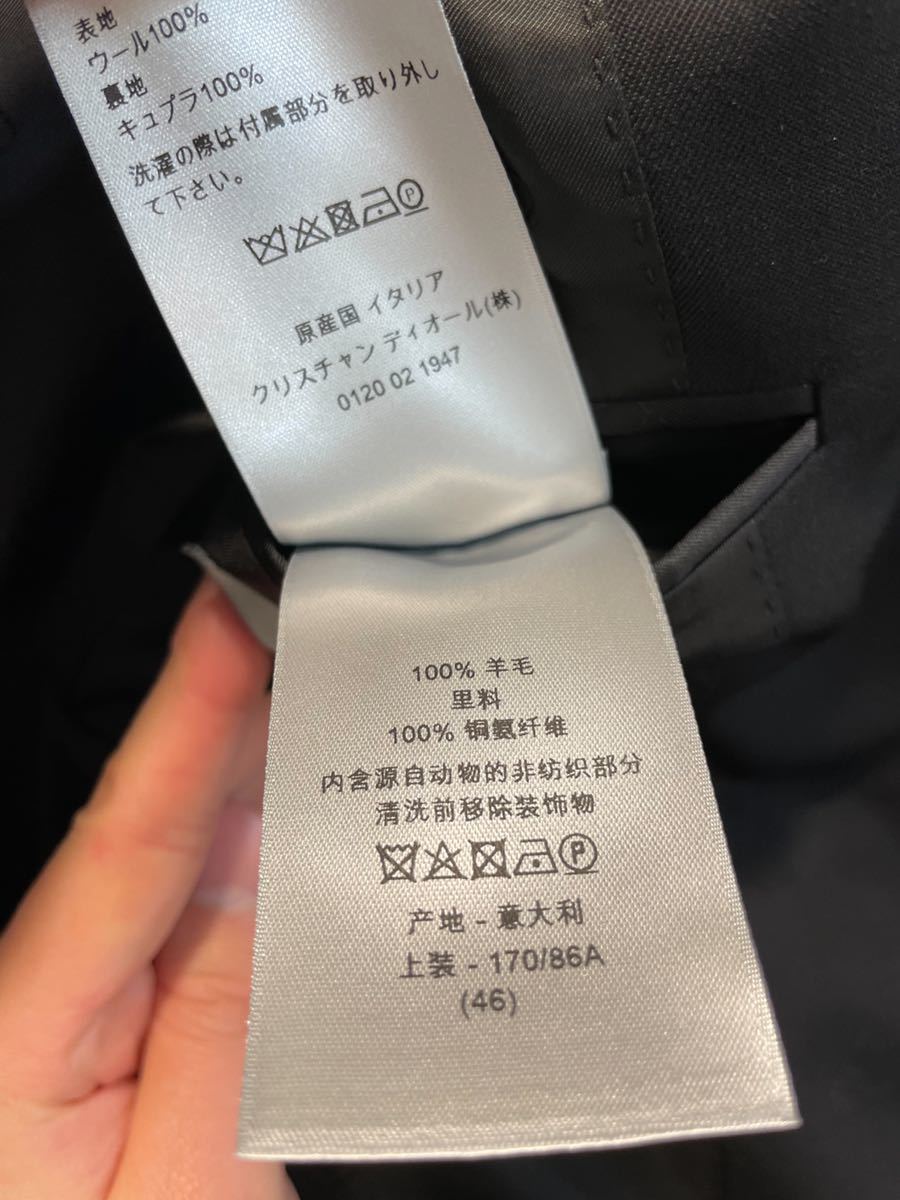 表地
ウール100%
裏地
キュプラ100%
洗濯の際は付属部分を取り外し
て下さい。
P
原産国 イタリア
クリスチャン ディオール(株)
0120 02 1947
100% 羊毛
里料
100% 铜氨纤维
内含源自动物的非纺织部分
清洗前移除装饰物
P
产地 - 意大利
上装 - 170/86A
(46)